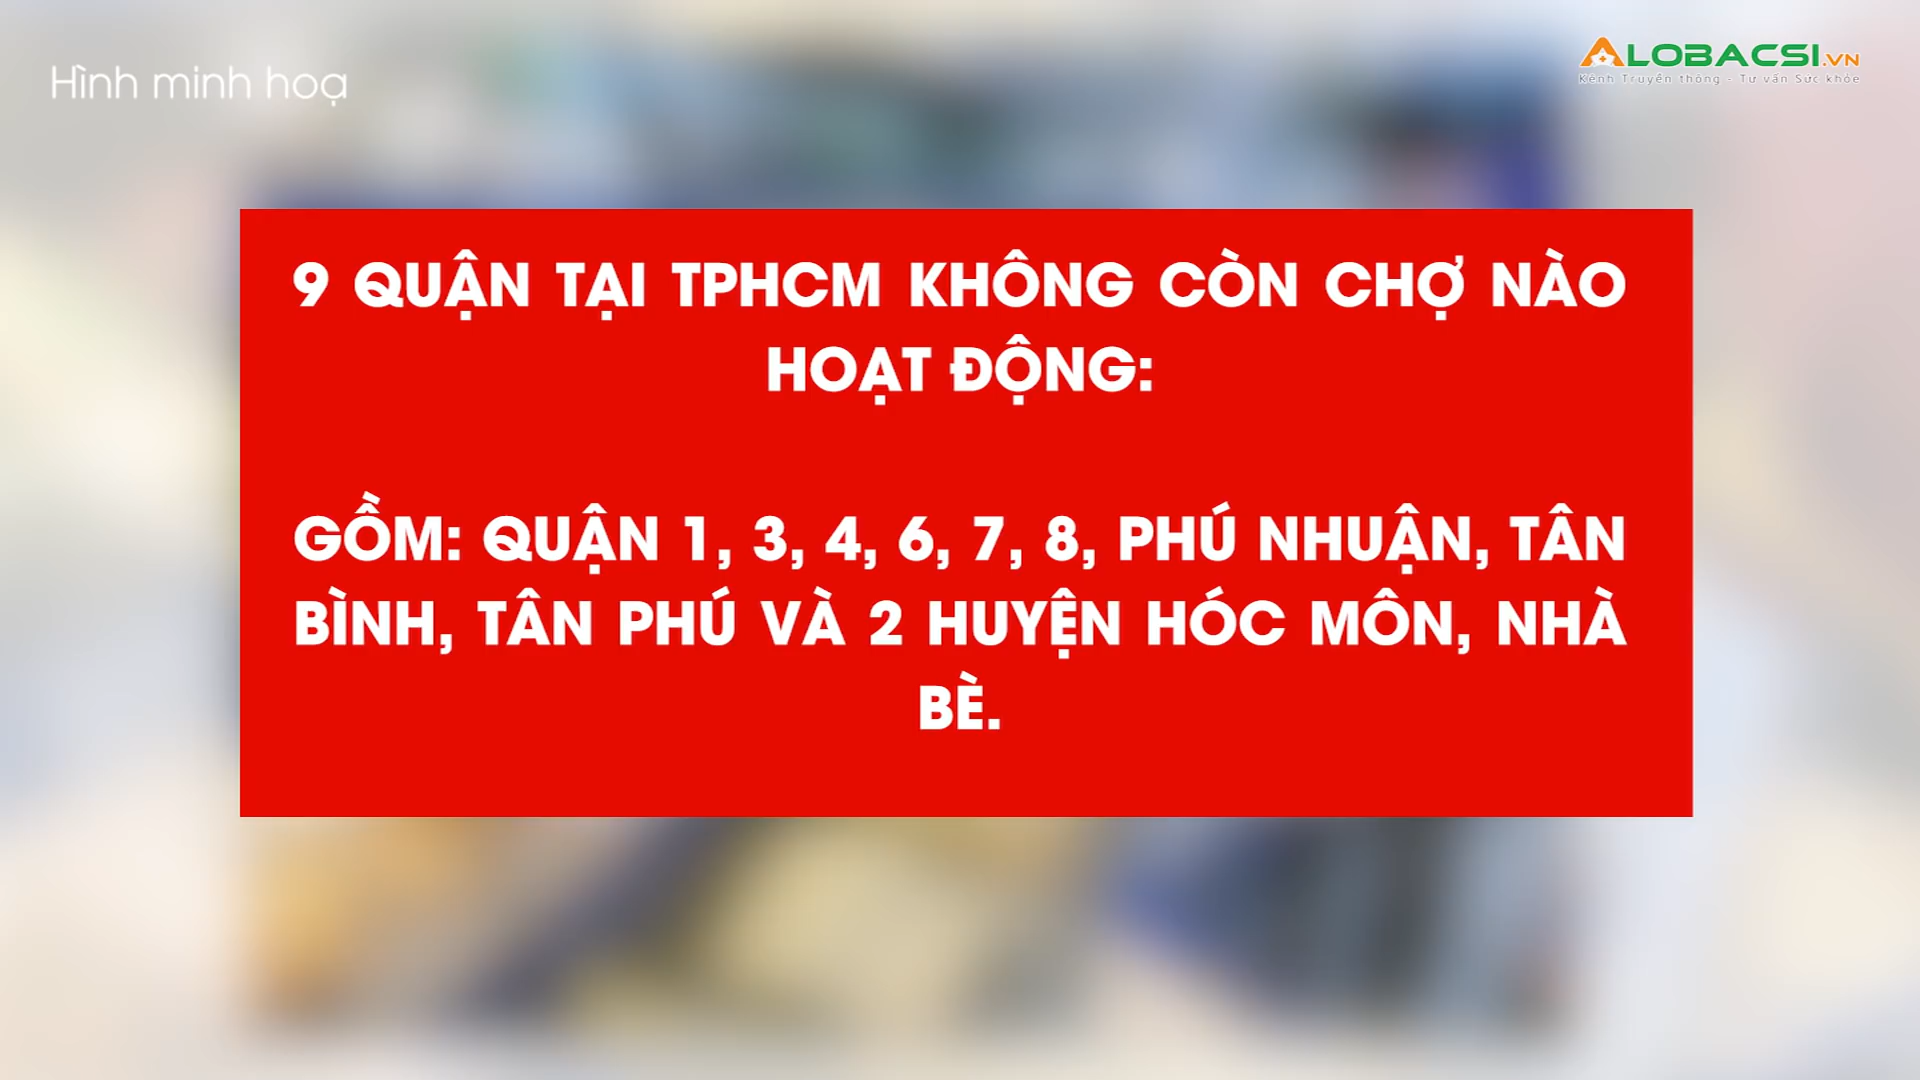 Hình minh hoạ
ALOBACSI.VN
Kênh Truyền thông - Tư vấn Sức khỏe
9 QUẬN TẠI TPHCM KHÔNG CÒN CHỢ NÀO
HOẠT ĐỘNG:
GỒM: QUẬN 1, 3, 4, 6, 7, 8, PHÚ NHUẬN, TÂN
BÌNH, TÂN PHÚ VÀ 2 HUYỆN HÓC MÔN, NHÀ
BÈ.